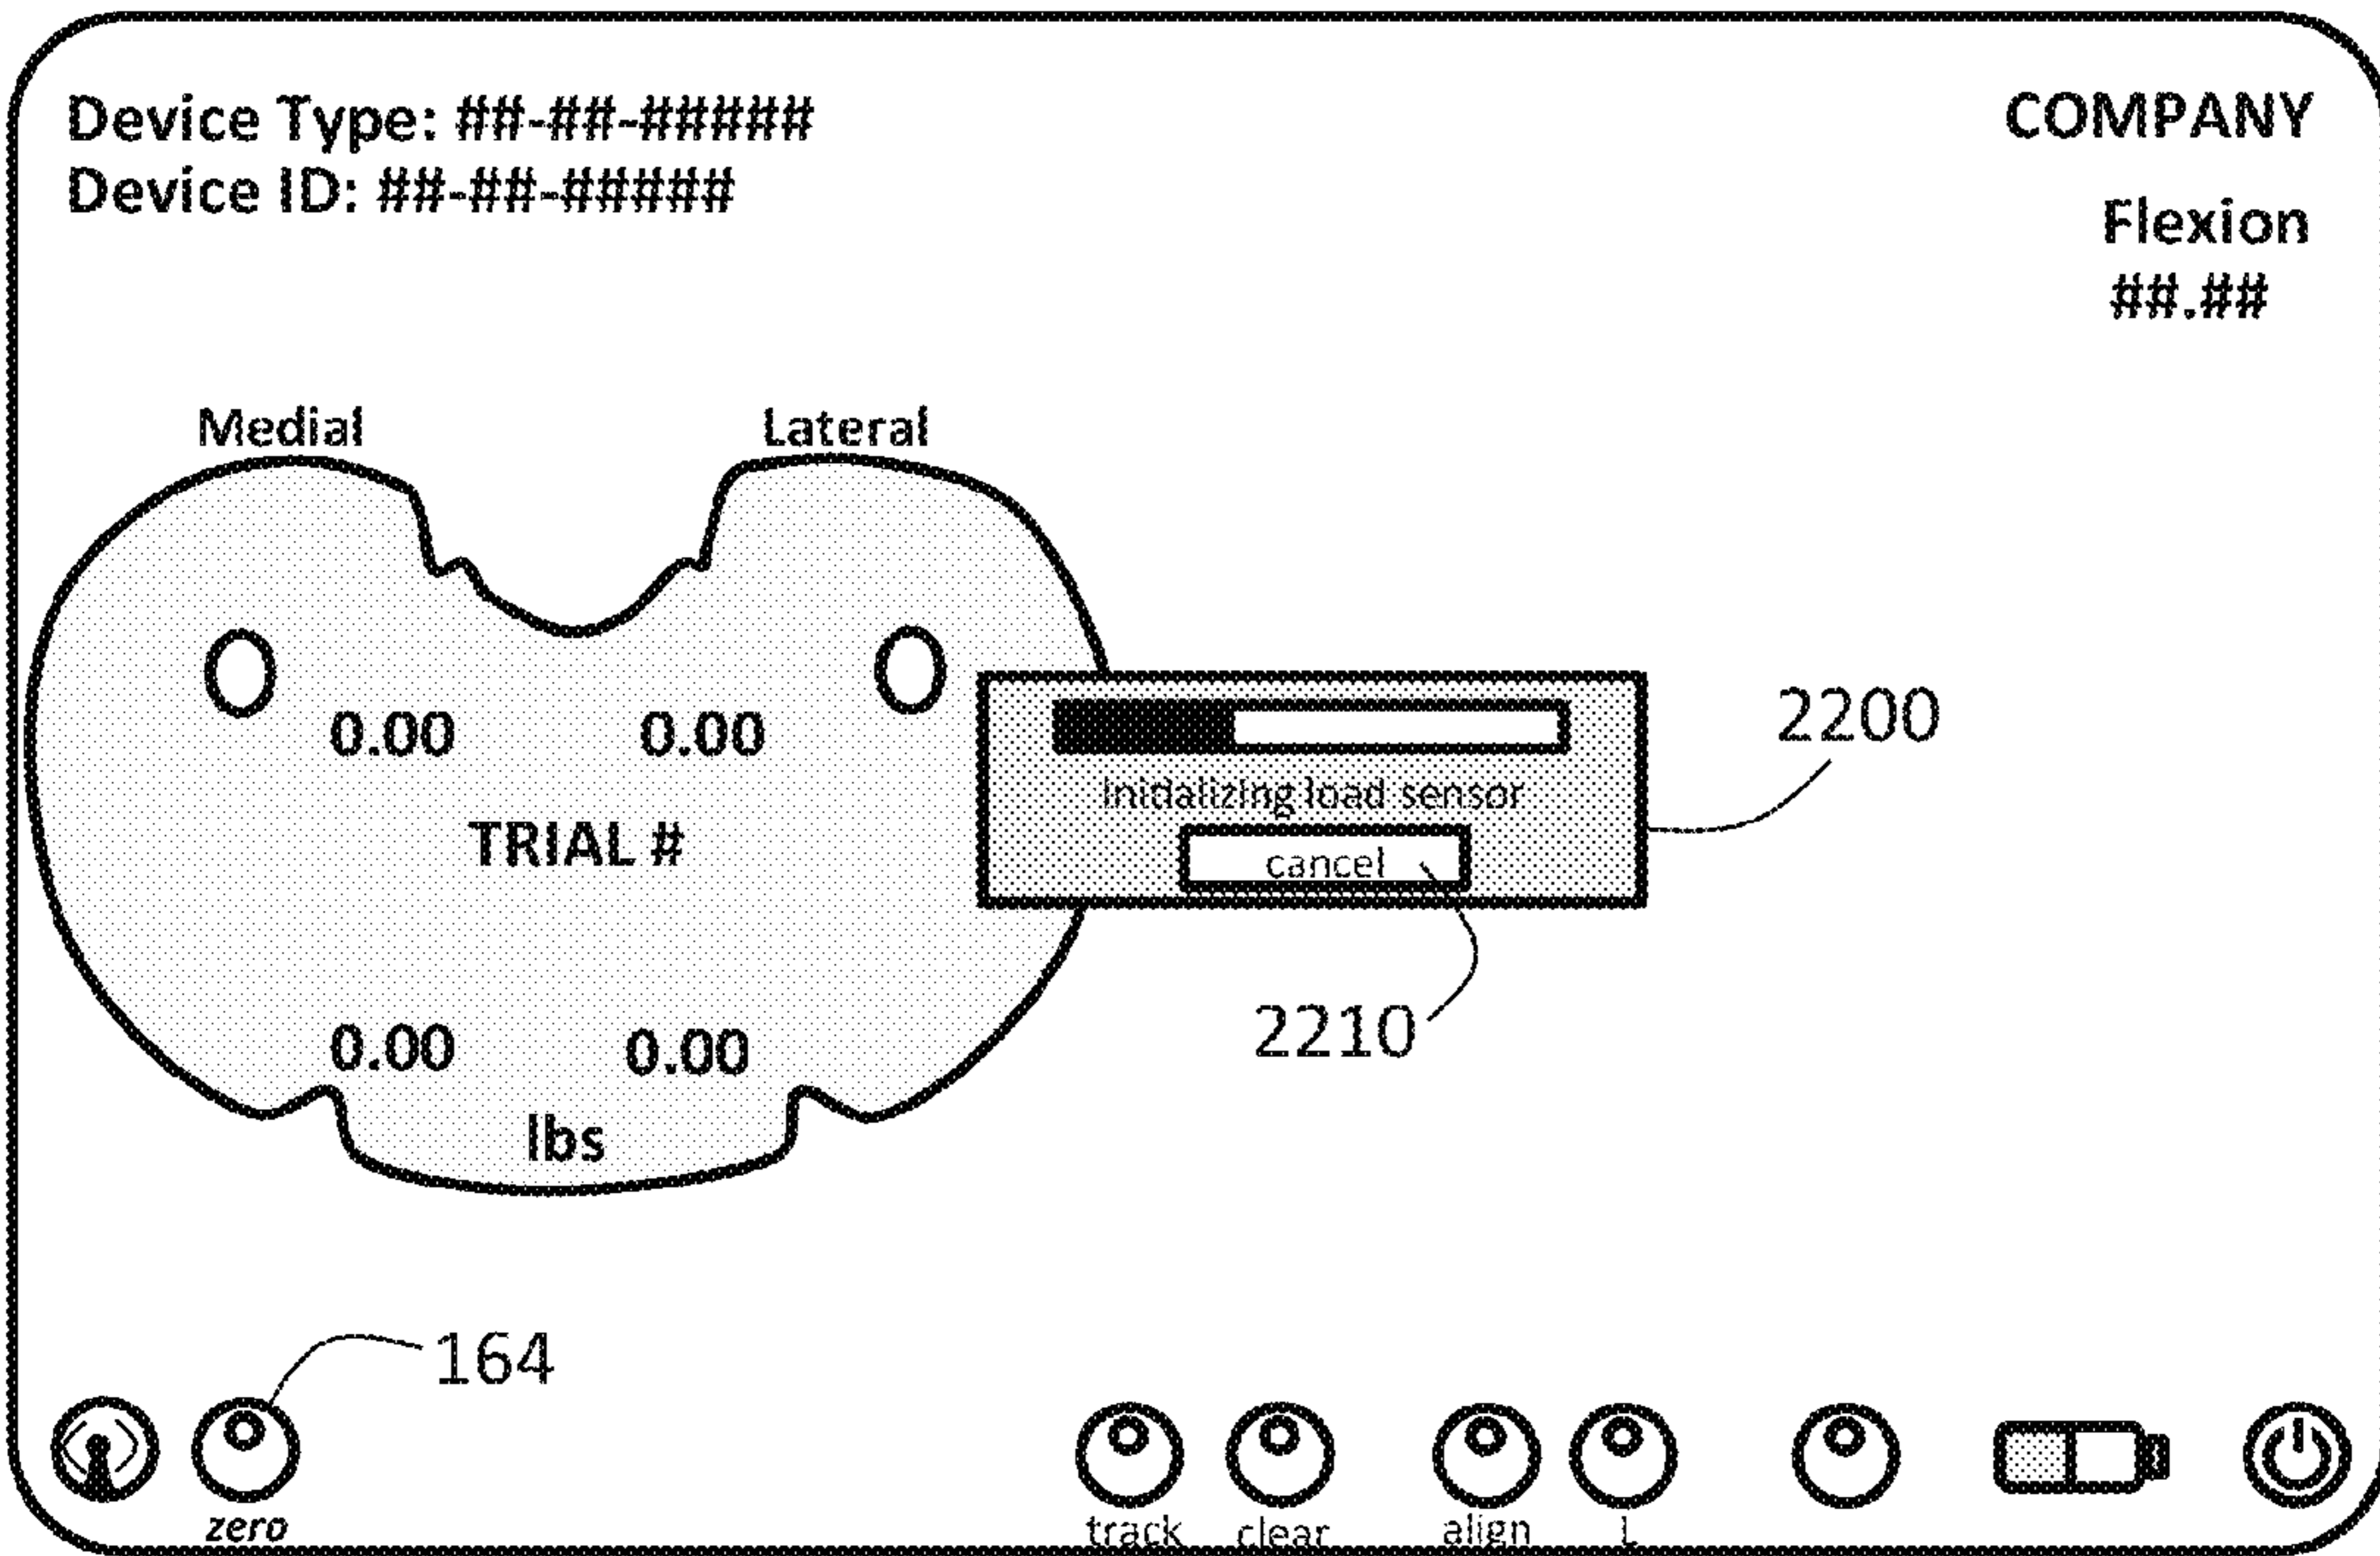 Device Type: ##-##-#####
Device ID: ##-##-#####
COMPANY
Flexion
##.##
Medial
Lateral
0.00
0.00
TRIAL #
0.00
0.00
lbs
Initializing load sensor
cancel
2200
2210
164
zero
track
clear
align
L